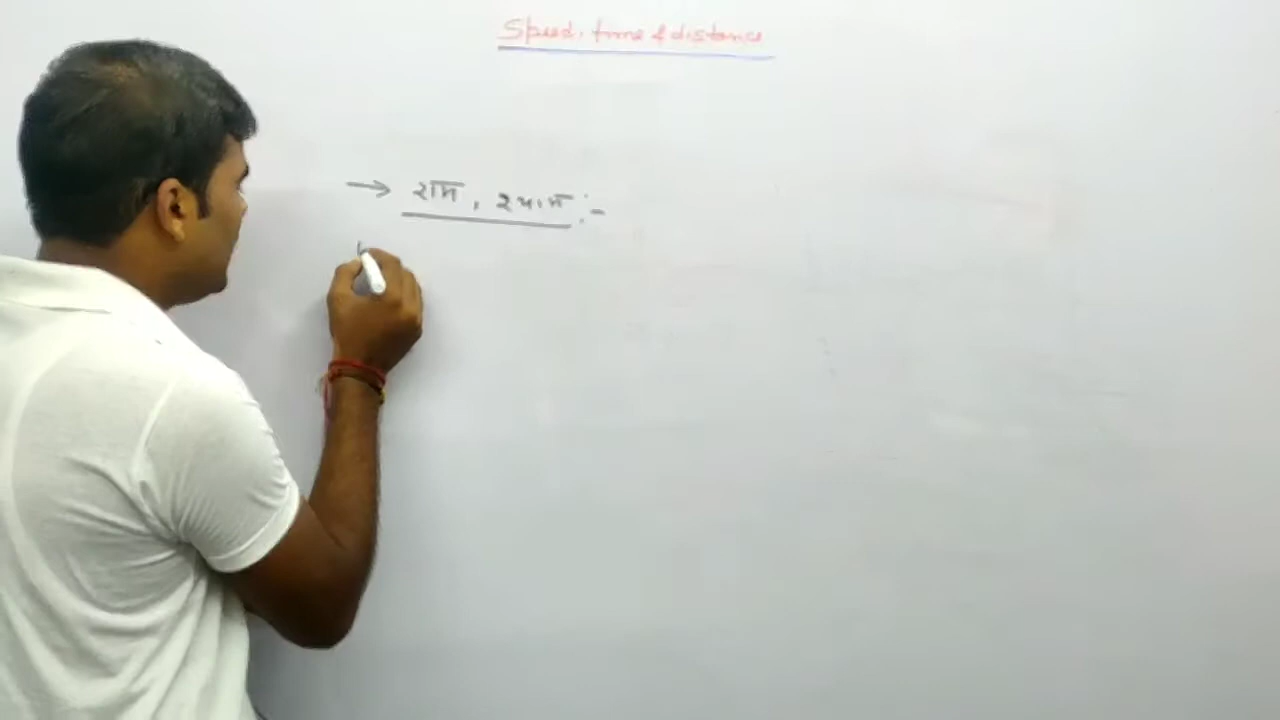 Speed, time & distance
→ राम, श्याम :-